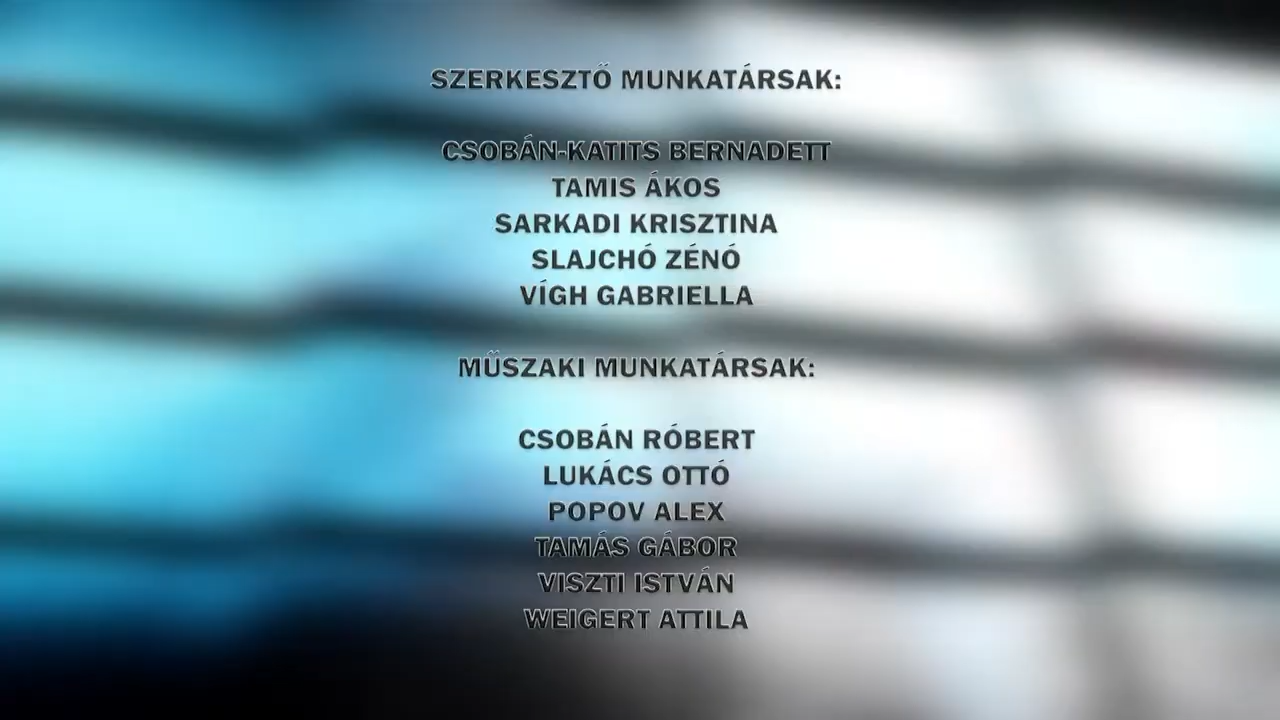 SZERKESZTŐ MUNKATÁRSAK:
CSOBÁN-KATITS BERNADETT
TAMIS ÁKOS
SARKADI KRISZTINA
SLAJCHÓ ZÉNÓ
VÍGH GABRIELLA
MŰSZAKI MUNKATÁRSAK:
CSOBÁN RÓBERT
LUKÁCS OTTÓ
POPOV ALEX
TAMÁS GÁBOR
VISZTI ISTVÁN
WEIGERT ATTILA